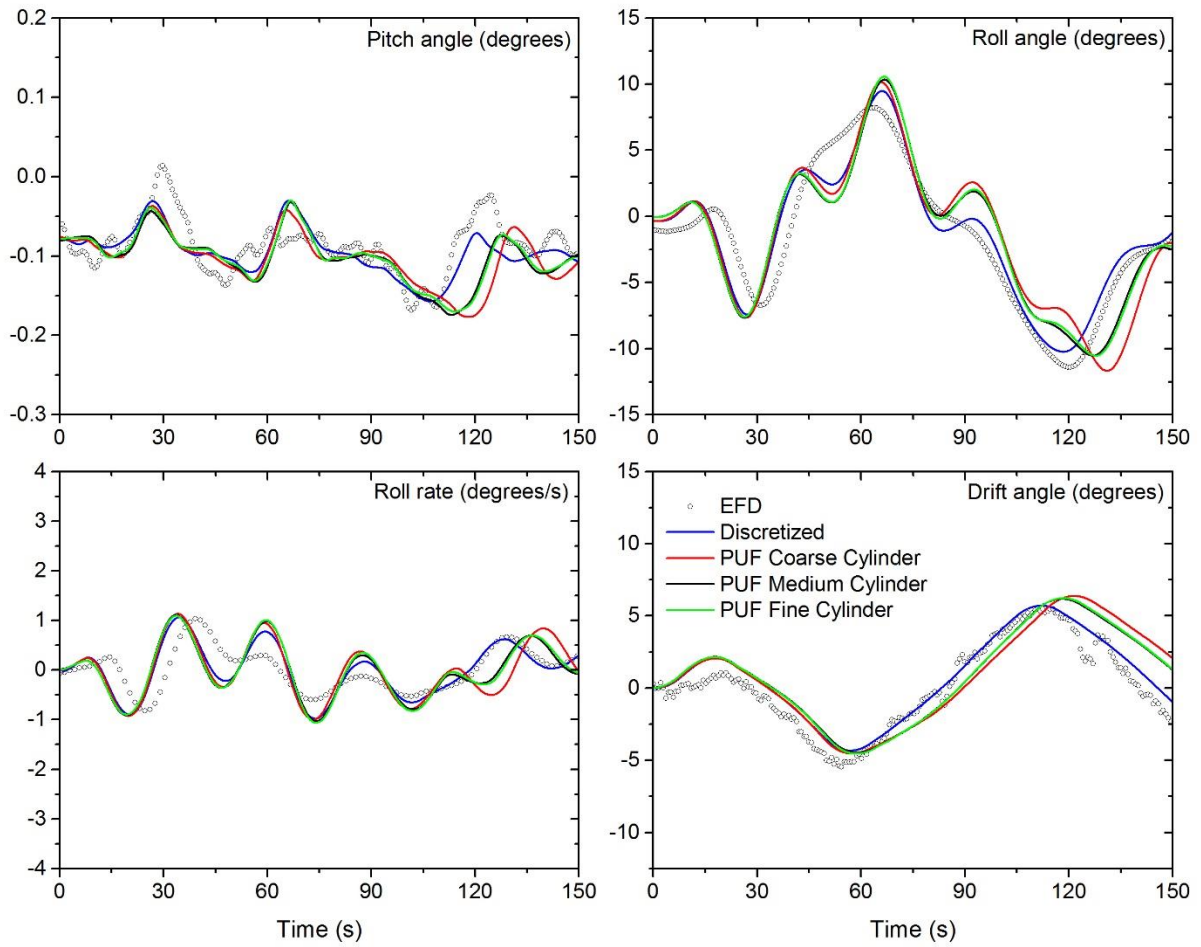 Pitch angle (degrees)
0.2
0.1
0.0
-0.1
-0.2
-0.3
0 30 60 90 120 150
Roll angle (degrees)
15
10
5
0
-5
-10
-15
0 30 60 90 120 150
Roll rate (degrees/s)
4
3
2
1
0
-1
-2
-3
-4
0 30 60 90 120 150
Time (s)
Drift angle (degrees)
15
10
5
0
-5
-10
EFD
Discretized
PUF Coarse Cylinder
PUF Medium Cylinder
PUF Fine Cylinder
0 30 60 90 120 150
Time (s)